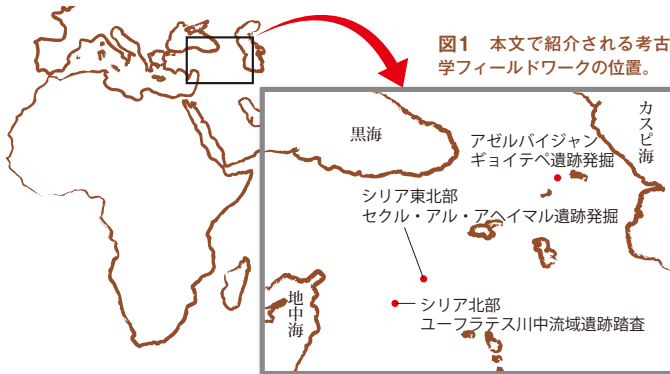 図1 本文で紹介される考古
学フィールドワークの位置。
黒海
カスピ海
アゼルバイジャン
ギョイテペ遺跡発掘
シリア東北部
セクル・アル・アヘイマル遺跡発掘
地中海
シリア北部
ユーフラテス川中流域遺跡踏査